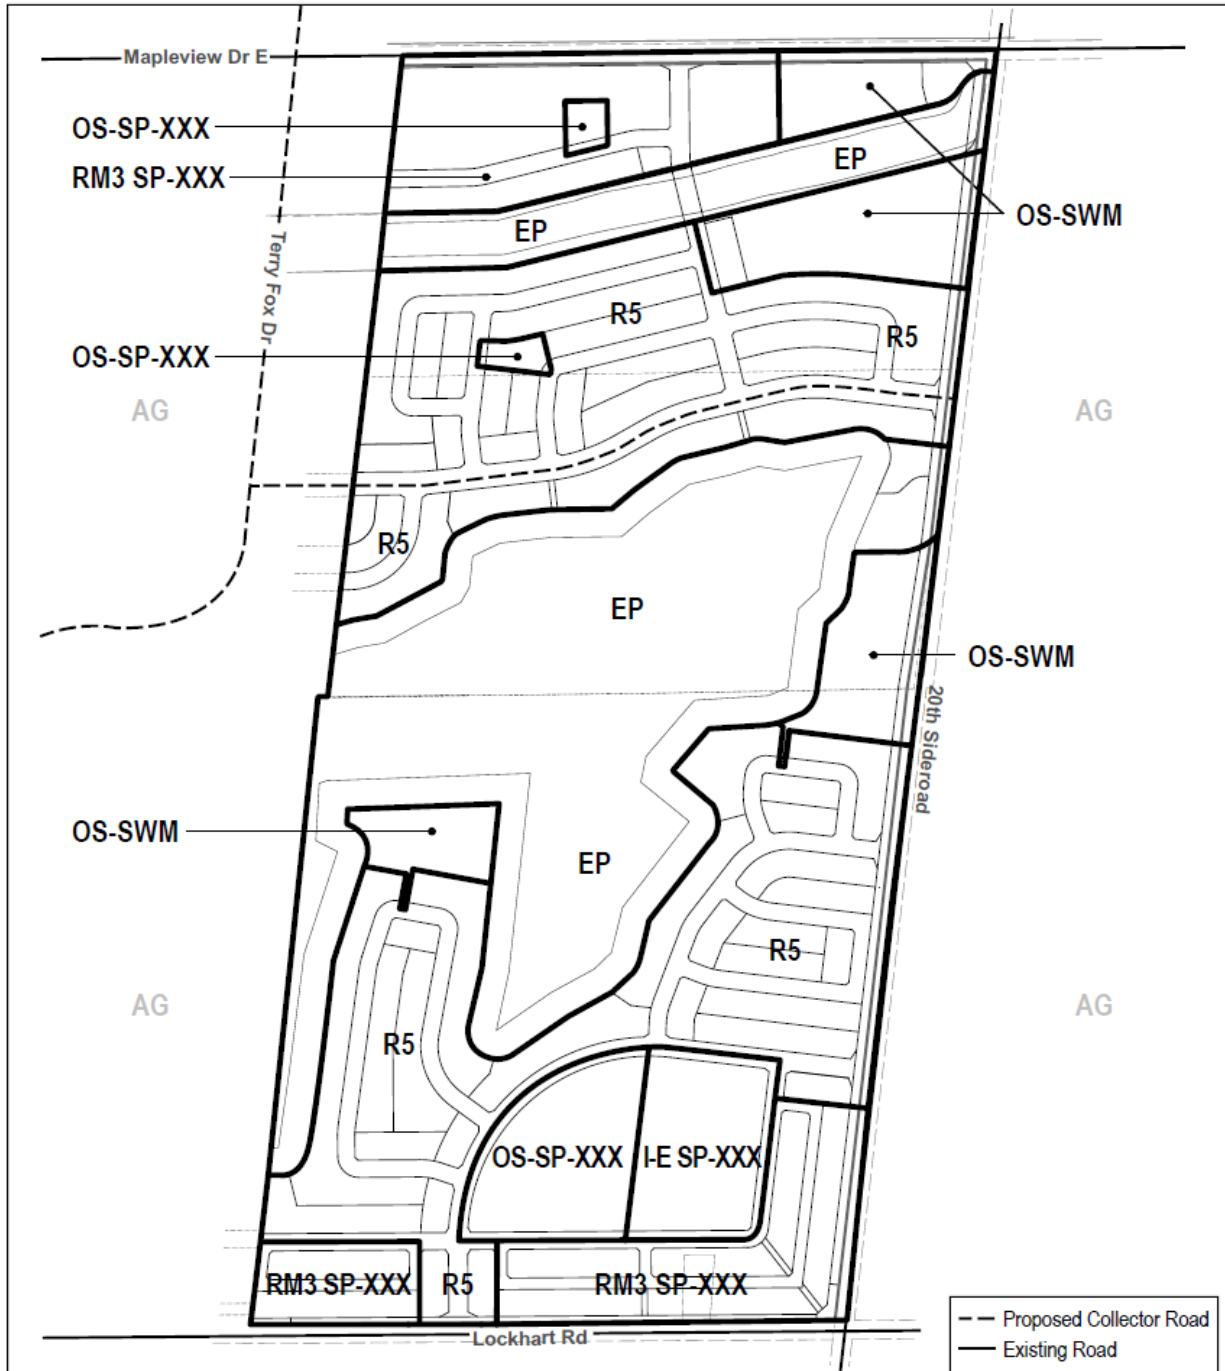 Mapleview Dr E
OS-SP-XXX
RM3 SP-XXX
EP
OS-SWM
EP
Terry Fox Dr
R5
R5
OS-SP-XXX
AG
AG
R5
EP
OS-SWM
20th Sideroad
OS-SWM
EP
R5
AG
AG
R5
OS-SP-XXX
I-E SP-XXX
RM3 SP-XXX
R5
RM3 SP-XXX
Proposed Collector Road
Existing Road
Lockhart Rd